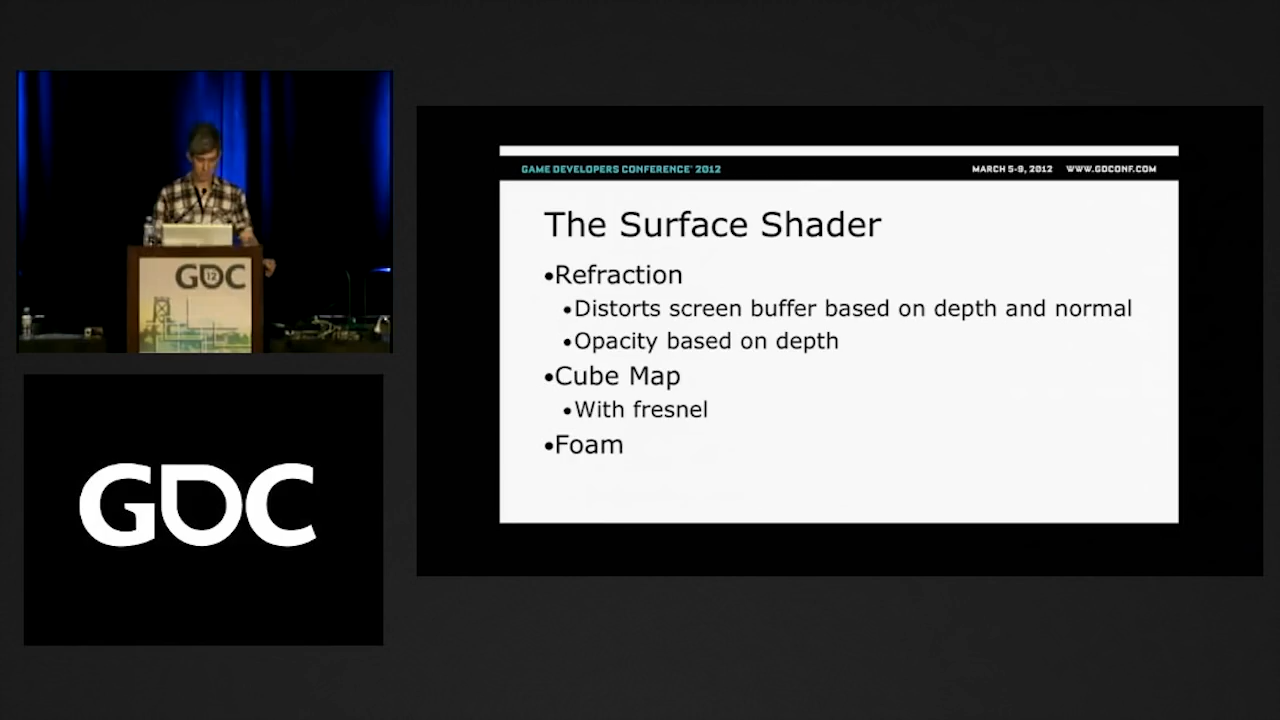 GDC 12
GDC
GAME DEVELOPERS CONFERENCE® 2012
MARCH 5-9, 2012 WWW.GDCONF.COM
The Surface Shader
•Refraction
•Distorts screen buffer based on depth and normal
•Opacity based on depth
•Cube Map
•With fresnel
•Foam